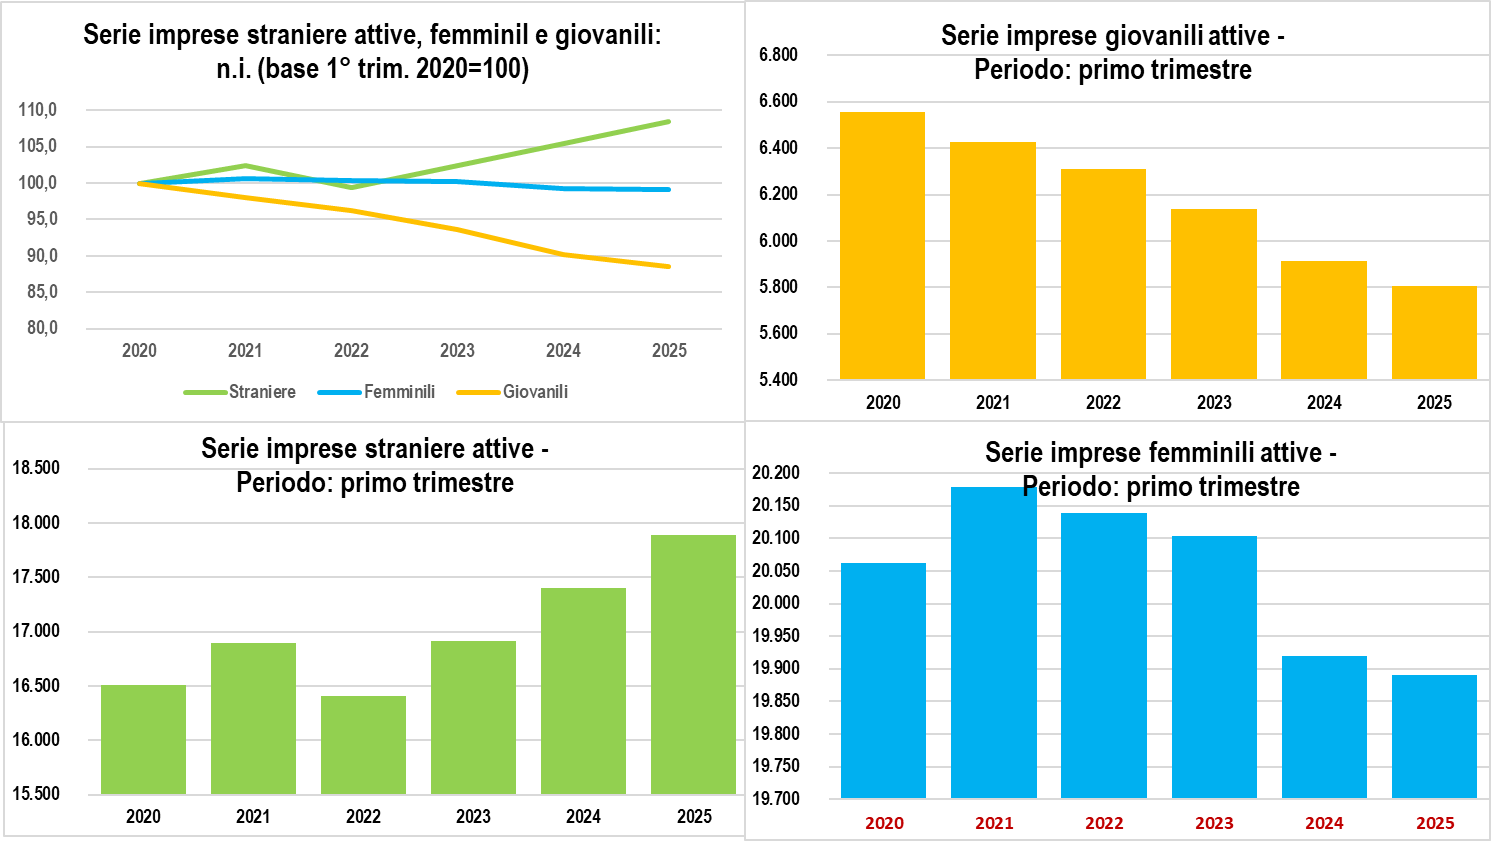 Serie imprese straniere attive, femminil e giovanili:
n.i. (base 1° trim. 2020=100)
110,0
105,0
100,0
95,0
90,0
85,0
80,0
2020 2021 2022 2023 2024 2025
Straniere Femminili Giovanili
Serie imprese giovanili attive -
Periodo: primo trimestre
6.800
6.600
6.400
6.200
6.000
5.800
5.600
5.400
2020 2021 2022 2023 2024 2025
Serie imprese straniere attive -
Periodo: primo trimestre
18.500
18.000
17.500
17.000
16.500
16.000
15.500
2020 2021 2022 2023 2024 2025
Serie imprese femminili attive -
Periodo: primo trimestre
20.200
20.150
20.100
20.050
20.000
19.950
19.900
19.850
19.800
19.750
19.700
2020 2021 2022 2023 2024 2025